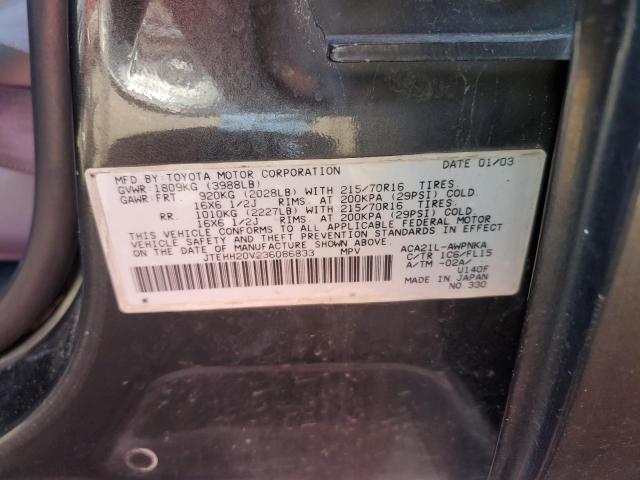 MFD BY: TOYOTA MOTOR CORPORATION DATE 01/03
GVWR: 1809KG (3988LB)
GAWR: FRT. 920KG (2028LB) WITH 215/70R16 TIRES.
16X6 1/2J RIMS. AT 200KPA (29PSI) COLD.
RR. 1010KG (2227LB) WITH 215/70R16 TIRES.
16X6 1/2J RIMS. AT 200KPA (29PSI) COLD.
THIS VEHICLE CONFORMS TO ALL APPLICABLE FEDERAL MOTOR
VEHICLE SAFETY AND THEFT PREVENTION STANDARDS IN EFFECT
ON THE DATE OF MANUFACTURE SHOWN ABOVE.
JTEHH20V236086833 MPV
ACA21L-AWPNKA
C/TR 1C6/FL15
A/TM -02A/
U140F
MADE IN JAPAN
NO.330